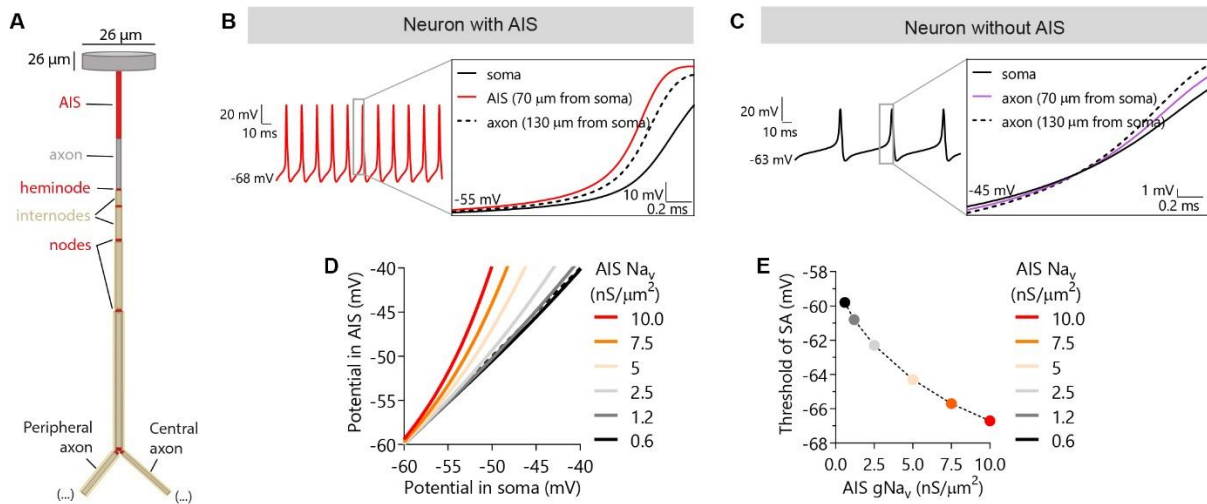 A
26 μm
26 μm
AIS
axon
heminode
internodes
nodes
Peripheral
axon
Central
axon
(...)
(...)
B
Neuron with AIS
20 mV
10 ms
-68 mV
soma
AIS (70 μm from soma)
axon (130 μm from soma)
-55 mV
10 mV
0.2 ms
C
Neuron without AIS
20 mV
10 ms
-63 mV
soma
axon (70 μm from soma)
axon (130 μm from soma)
-45 mV
1 mV
0.2 ms
D
Potential in AIS (mV)
-40
-45
-50
-55
-60
-60 -55 -50 -45 -40
Potential in soma (mV)
AIS Naᵥ
(nS/μm²)
10.0
7.5
5
2.5
1.2
0.6
E
Threshold of SA (mV)
-58
-60
-62
-64
-66
-68
0.0 2.5 5.0 7.5 10.0
AIS gNaᵥ (nS/μm²)
AIS Naᵥ
(nS/μm²)
10.0
7.5
5
2.5
1.2
0.6